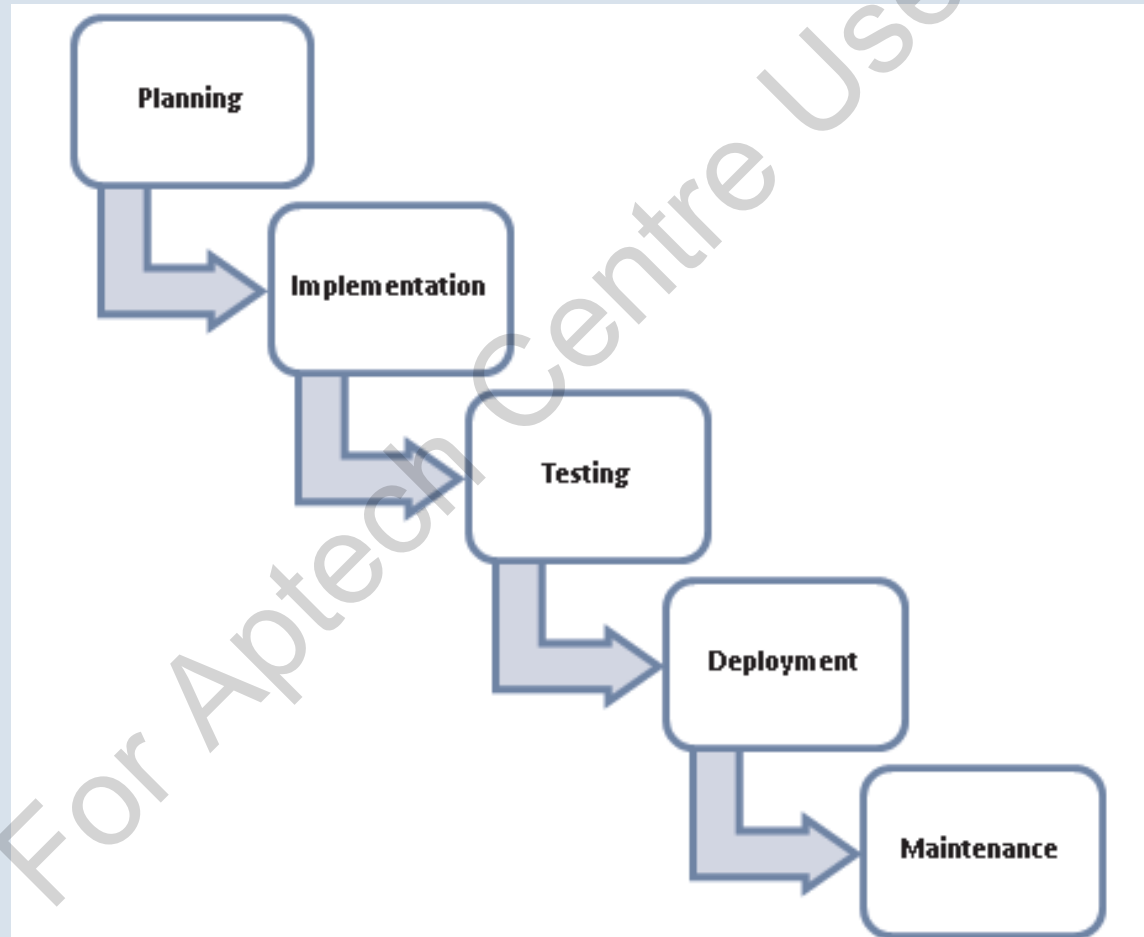 Planning
Implementation
Testing
Deployment
Maintenance
For Aptech Centre Use